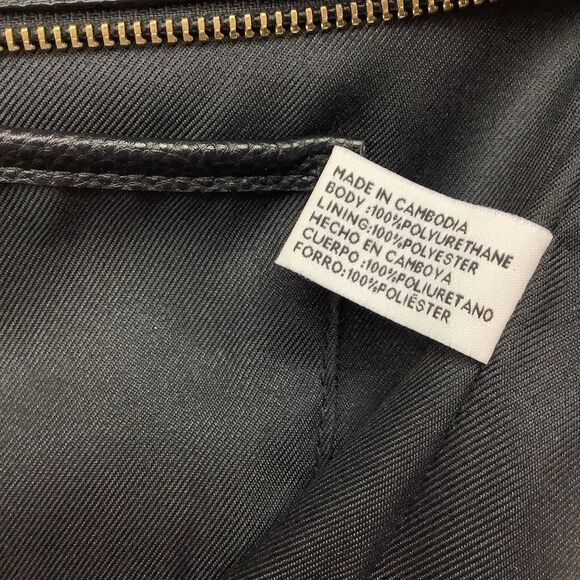 MADE IN CAMBODIA
BODY :100%POLYURETHANE
LINING:100%POLYESTER
HECHO EN CAMBOYA
CUERPO :100%POLIURETANO
FORRO:100%POLIÉSTER